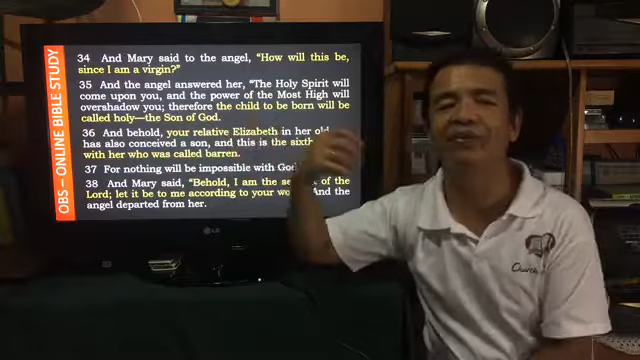 34 And Mary said to the angel, "How will this be,
since I am a virgin?"
35 And the angel answered her, "The Holy Spirit will
come upon you, and the power of the Most High will
overshadow you; therefore the child to be born will be
called holy—the Son of God.
36 And behold, your relative Elizabeth in her old
has also conceived a son, and this is the sixth
with her who was called barren.
37 For nothing will be impossible with God
38 And Mary said, "Behold, I am the of the
Lord; let it be to me according to your And the
angel departed from her.
OBS – ONLINE BIBLE STUDY
LG
Church